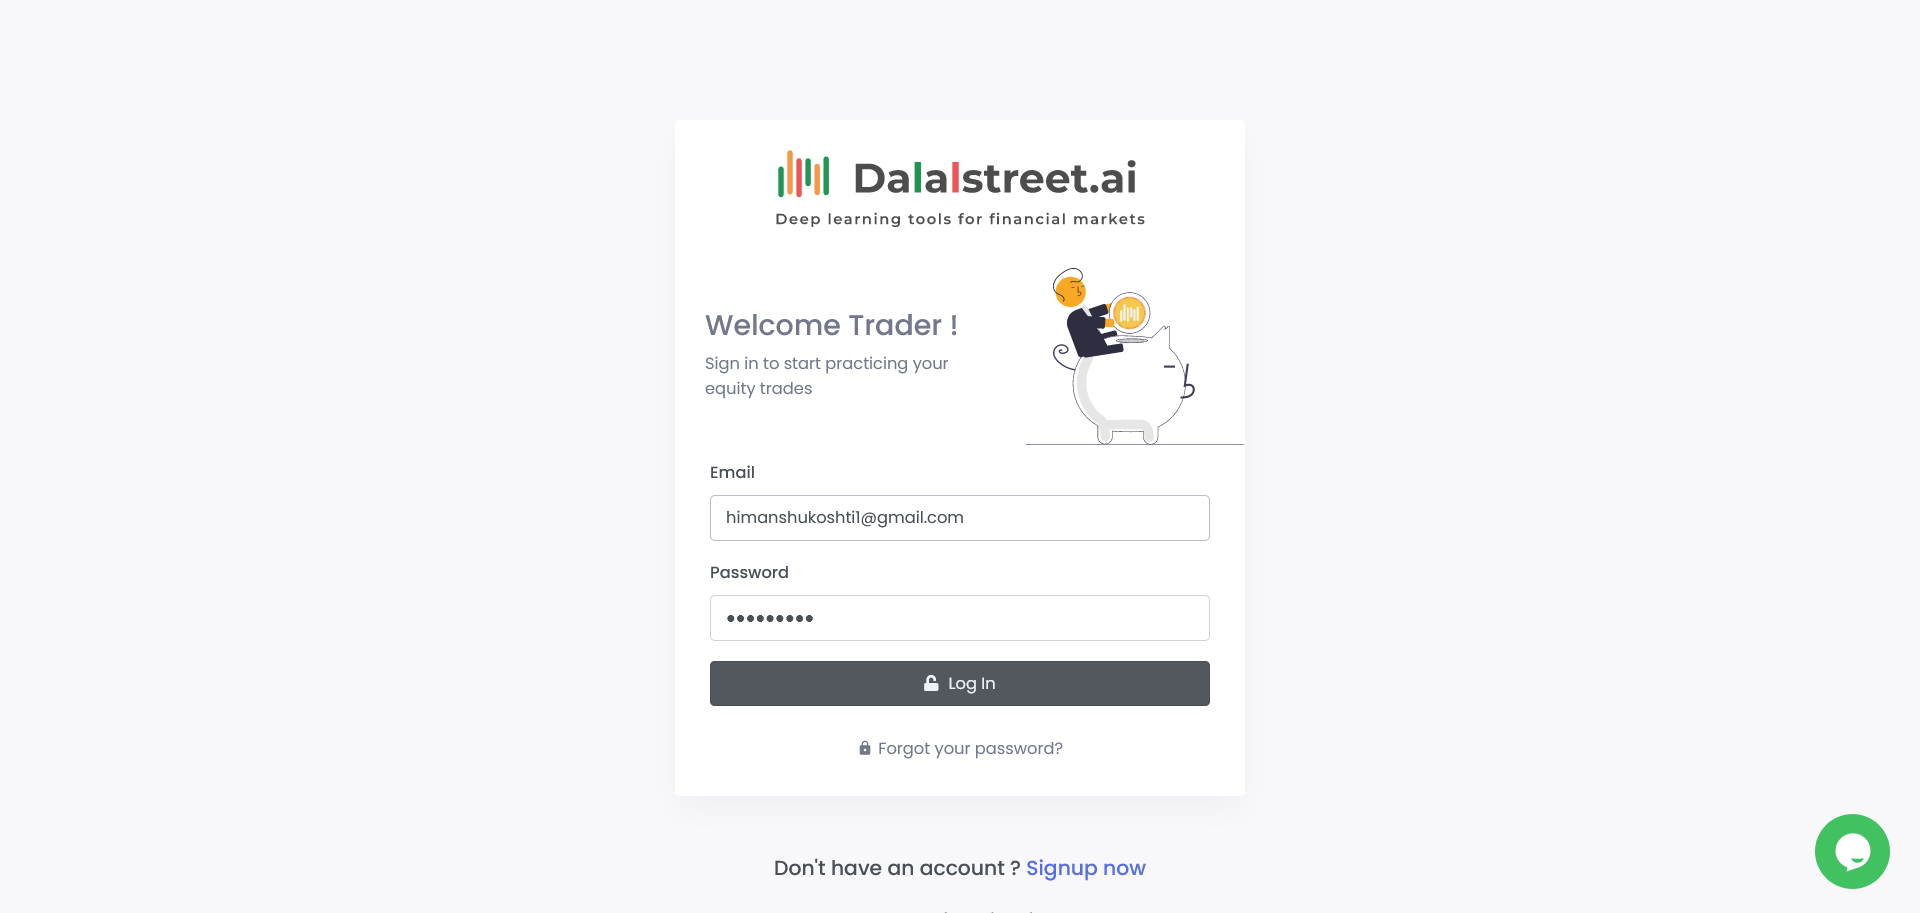 Dalalstreet.ai
Deep learning tools for financial markets
Welcome Trader !
Sign in to start practicing your
equity trades
Email
himanshukoshti1@gmail.com
Password
•••••••••
Log In
Forgot your password?
Don't have an account ? Signup now